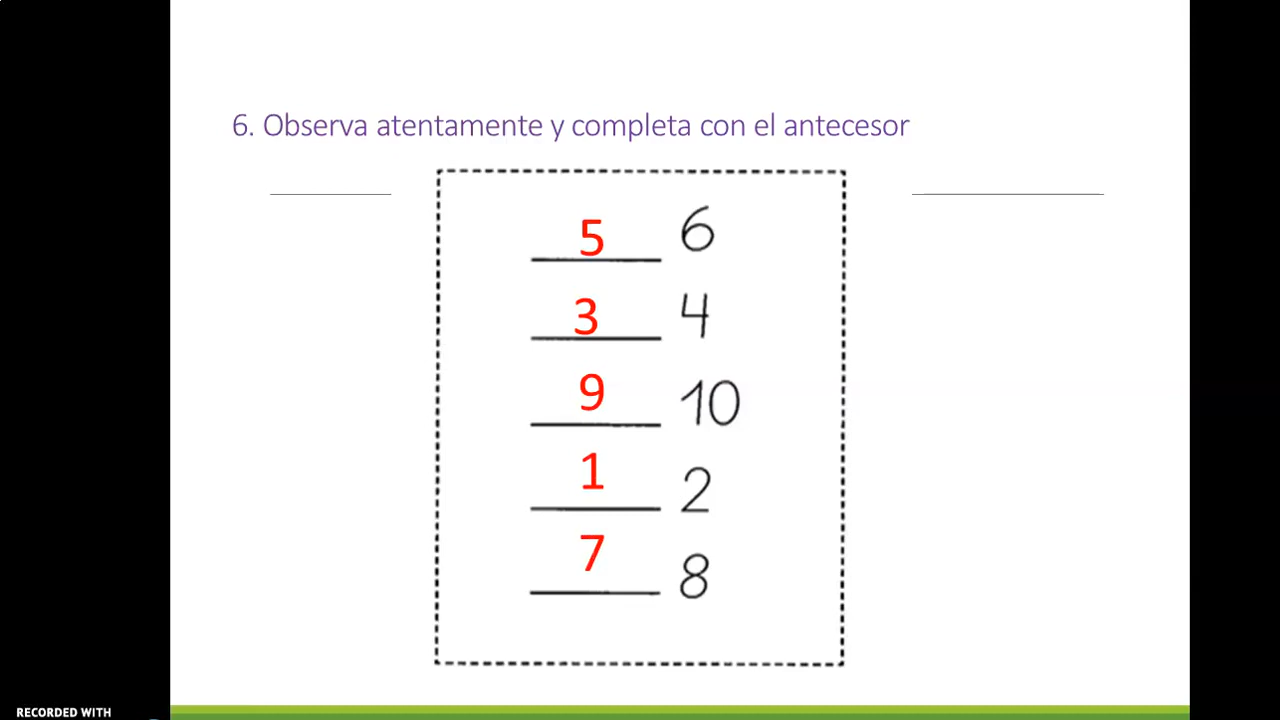 6. Observa atentamente y completa con el antecesor
5 6
3 4
9 10
1 2
7 8
RECORDED WITH